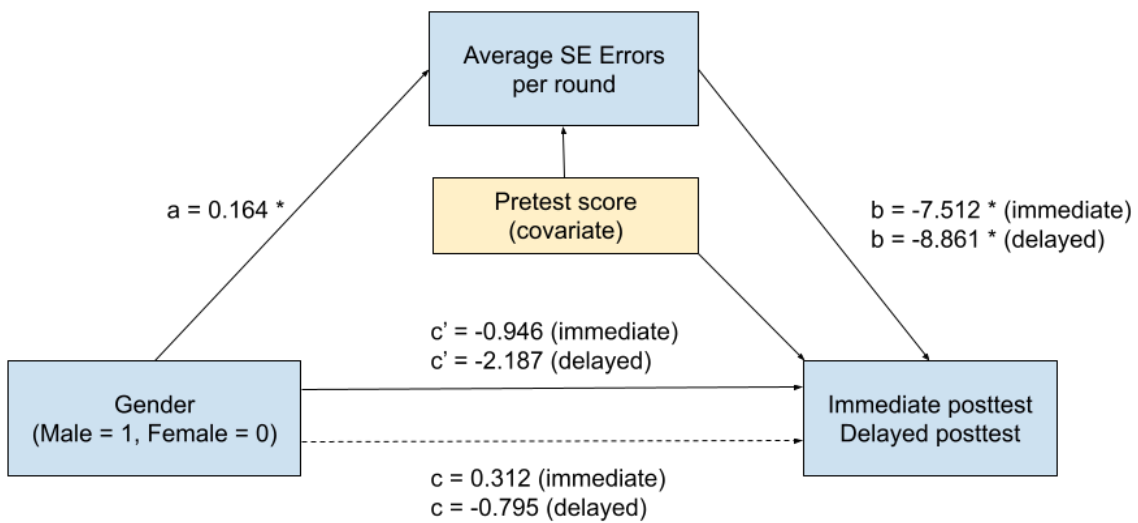 Average SE Errors
per round
Pretest score
(covariate)
a = 0.164 *
b = -7.512 * (immediate)
b = -8.861 * (delayed)
c’ = -0.946 (immediate)
c’ = -2.187 (delayed)
Gender
(Male = 1, Female = 0)
Immediate posttest
Delayed posttest
c = 0.312 (immediate)
c = -0.795 (delayed)